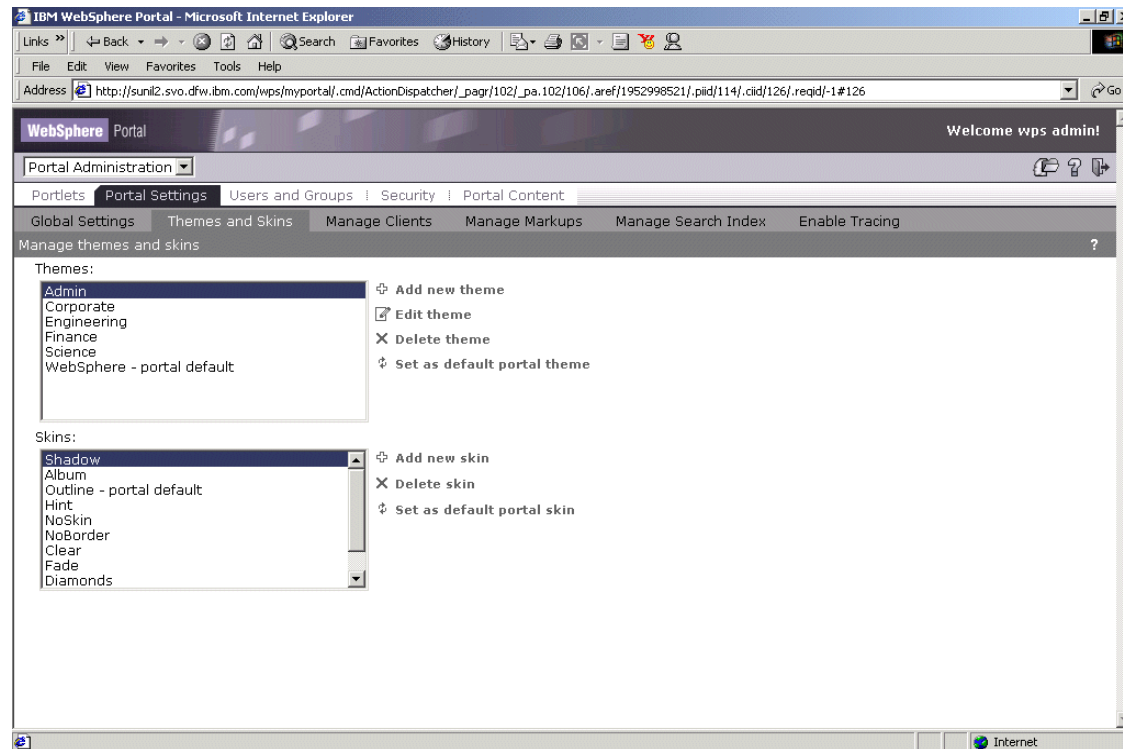 IBM WebSphere Portal - Microsoft Internet Explorer
Links » Back Search Favorites History
File Edit View Favorites Tools Help
Address http://sunil2.svo.dfw.ibm.com/wps/myportal/.cmd/ActionDispatcher/_pagr/102/_pa.102/106/.aref/1952998521/.piid/114/.ciid/126/.reqid/-1#126 Go
WebSphere Portal Welcome wps admin!
Portal Administration
Portlets Portal Settings Users and Groups Security Portal Content
Global Settings Themes and Skins Manage Clients Manage Markups Manage Search Index Enable Tracing
Manage themes and skins ?
Themes:
Admin
Corporate
Engineering
Finance
Science
WebSphere - portal default
Add new theme
Edit theme
Delete theme
Set as default portal theme
Skins:
Shadow
Album
Outline - portal default
Hint
NoSkin
NoBorder
Clear
Fade
Diamonds
Add new skin
Delete skin
Set as default portal skin
Internet